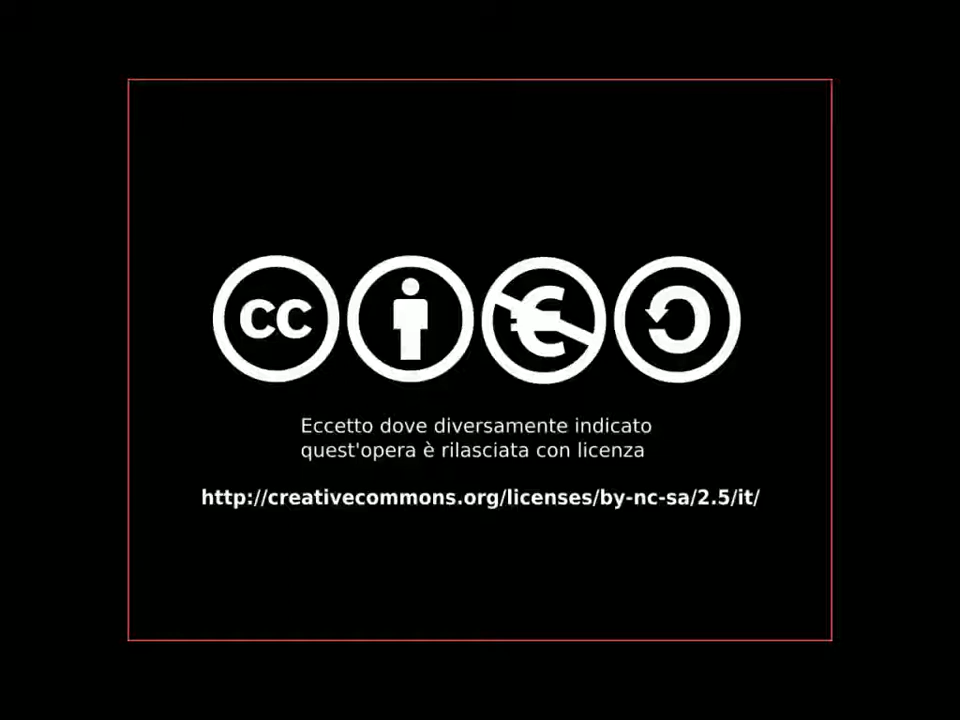 cc
Eccetto dove diversamente indicato
quest'opera è rilasciata con licenza
http://creativecommons.org/licenses/by-nc-sa/2.5/it/